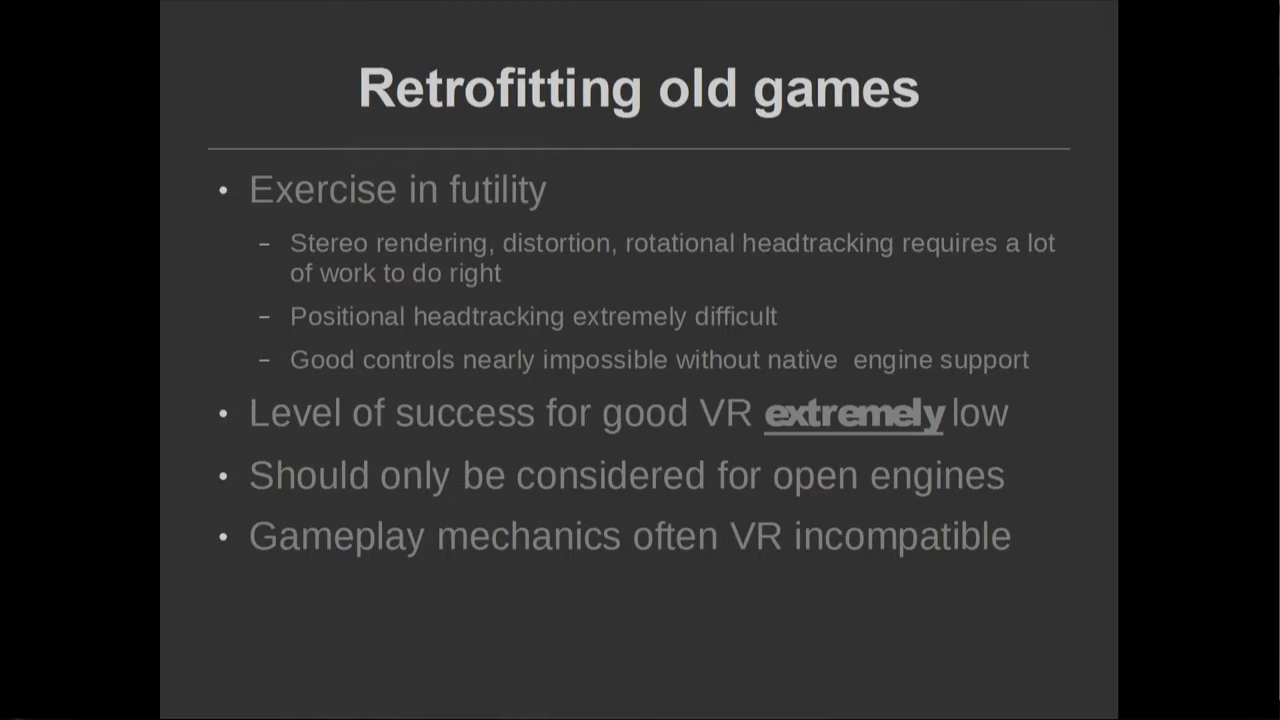 Retrofitting old games
• Exercise in futility
– Stereo rendering, distortion, rotational headtracking requires a lot
of work to do right
– Positional headtracking extremely difficult
– Good controls nearly impossible without native  engine support
• Level of success for good VR extremely low
• Should only be considered for open engines
• Gameplay mechanics often VR incompatible